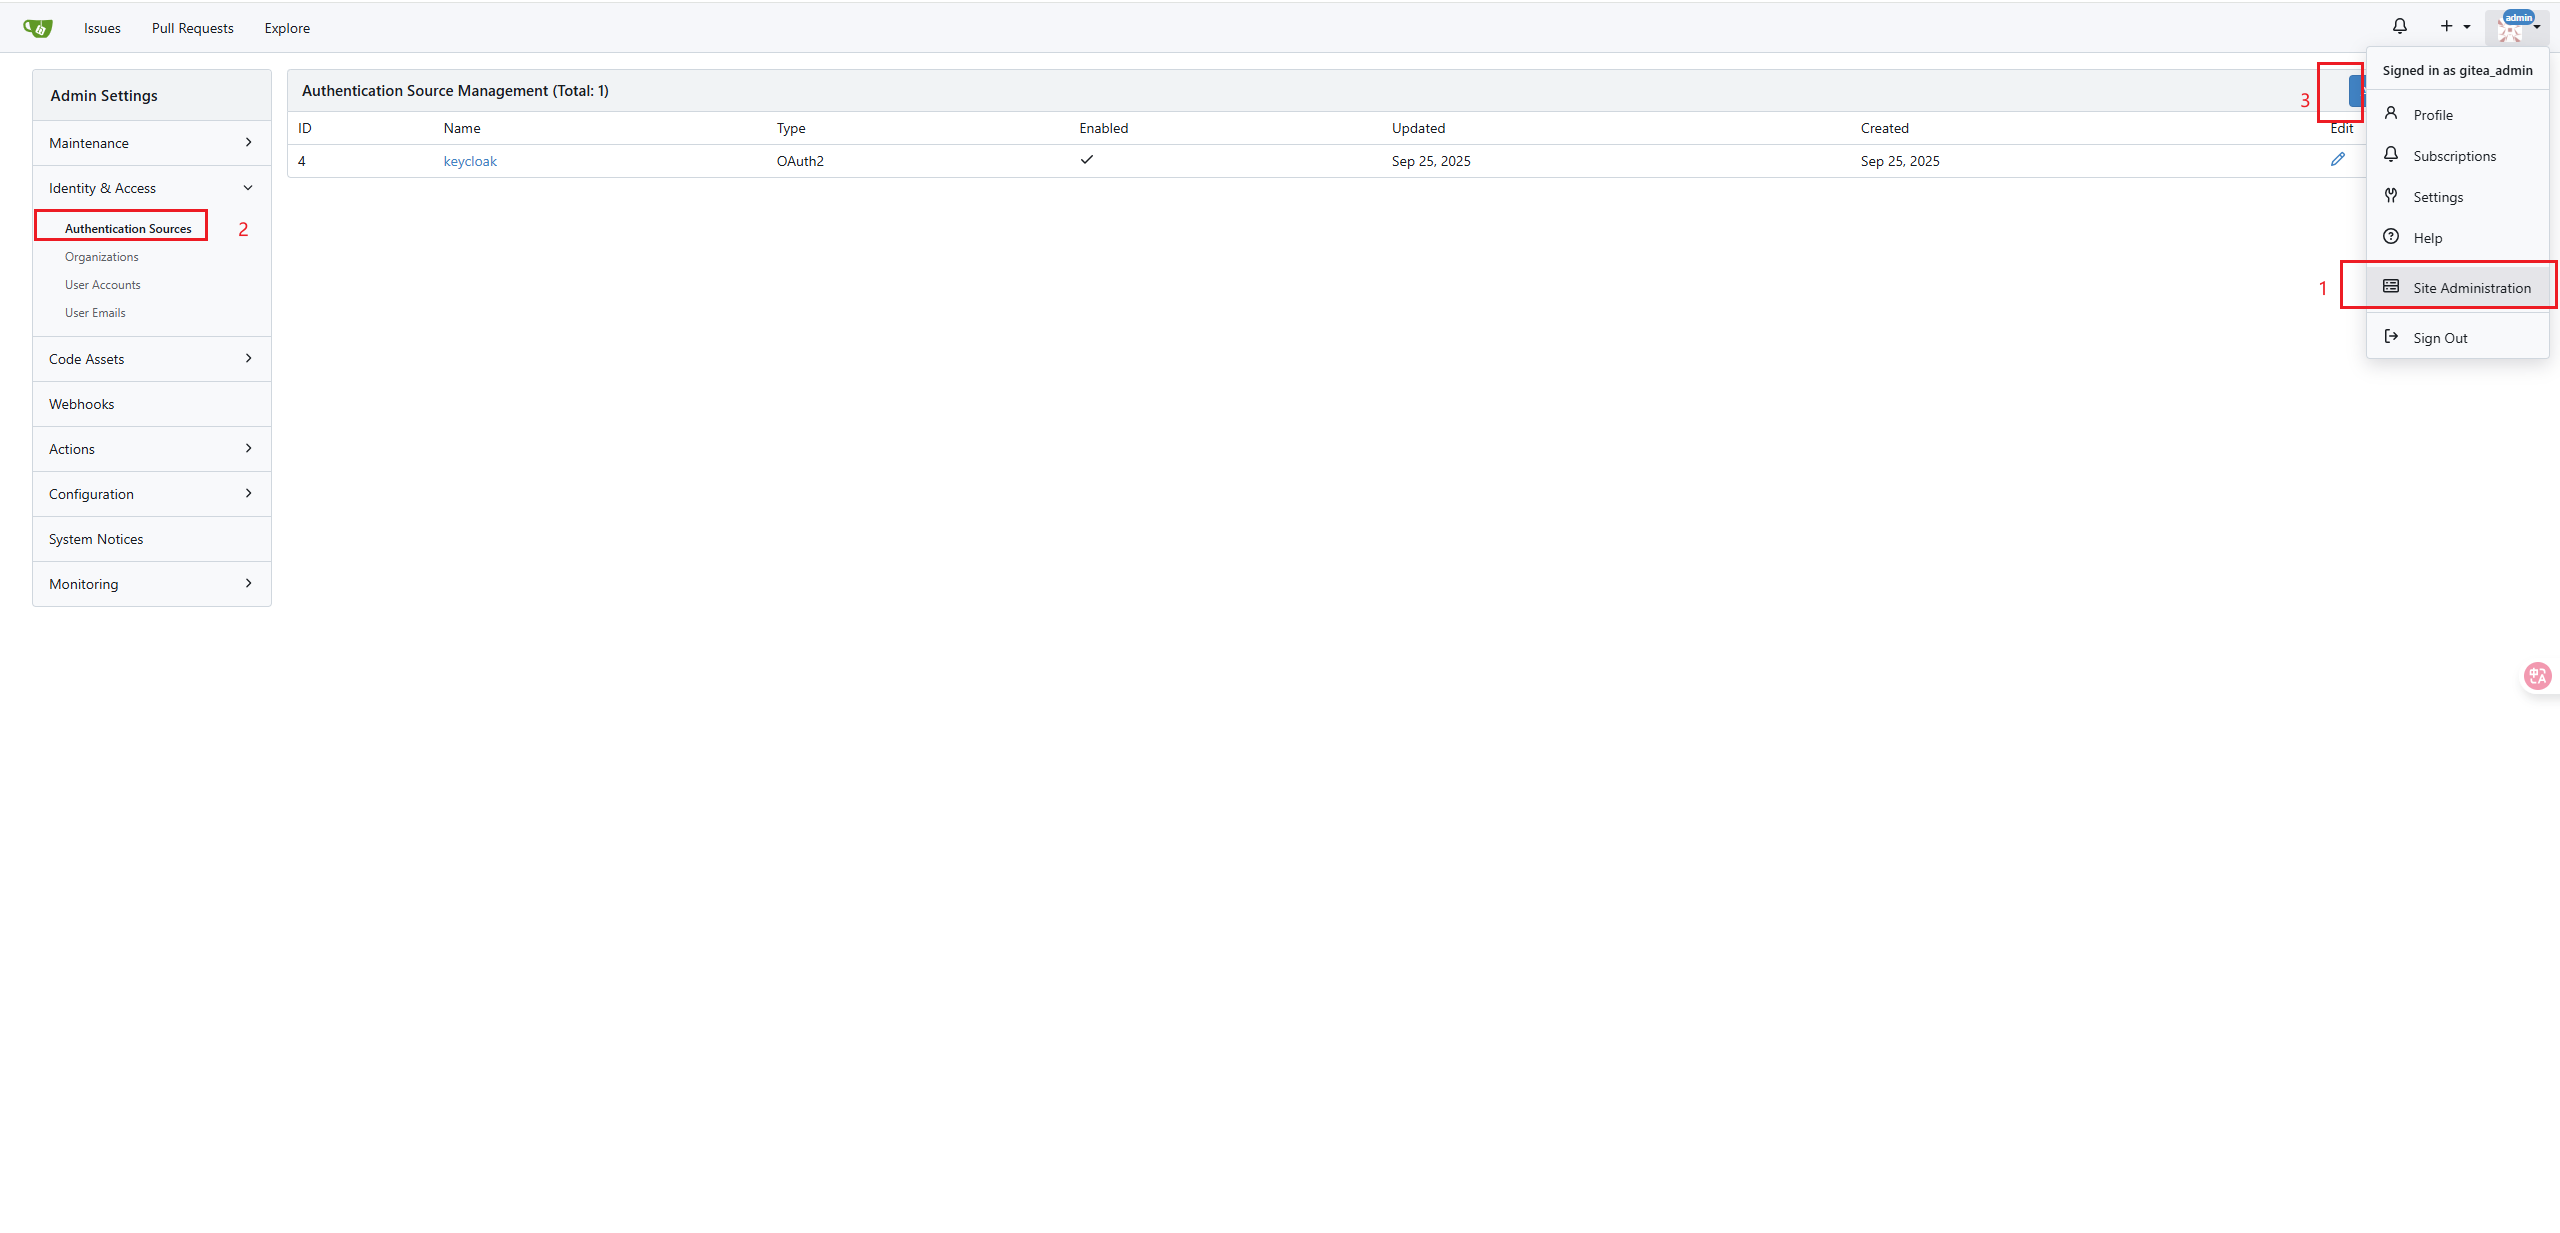 Issues Pull Requests Explore
admin
Signed in as gitea_admin
Profile
Subscriptions
Settings
Help
1 Site Administration
Sign Out
Admin Settings
Maintenance
Identity & Access
Authentication Sources 2
Organizations
User Accounts
User Emails
Code Assets
Webhooks
Actions
Configuration
System Notices
Monitoring
Authentication Source Management (Total: 1) 3
ID Name Type Enabled Updated Created Edit
4 keycloak OAuth2 Sep 25, 2025 Sep 25, 2025
中 A